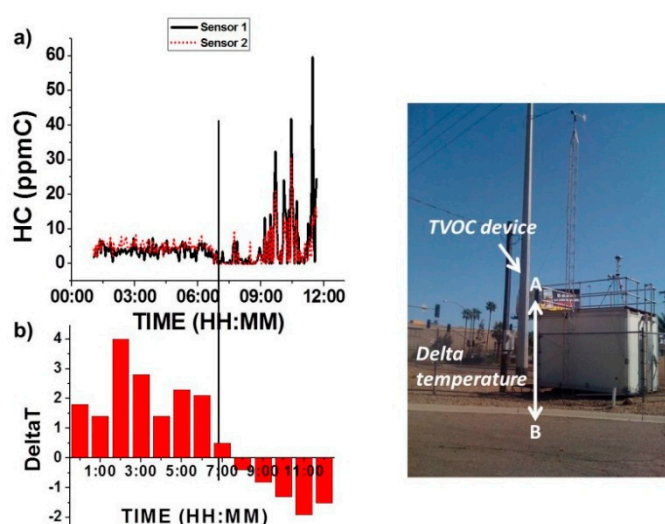 a)
Sensor 1
Sensor 2
60
50
40
30
20
10
0
HC (ppmC)
00:00 03:00 06:00 09:00 12:00
TIME (HH:MM)
b)
4
3
2
1
0
-1
-2
DeltaT
1:00 3:00 5:00 7:00 9:00 11:00
TIME (HH:MM)
TVOC device
A
Delta
temperature
B